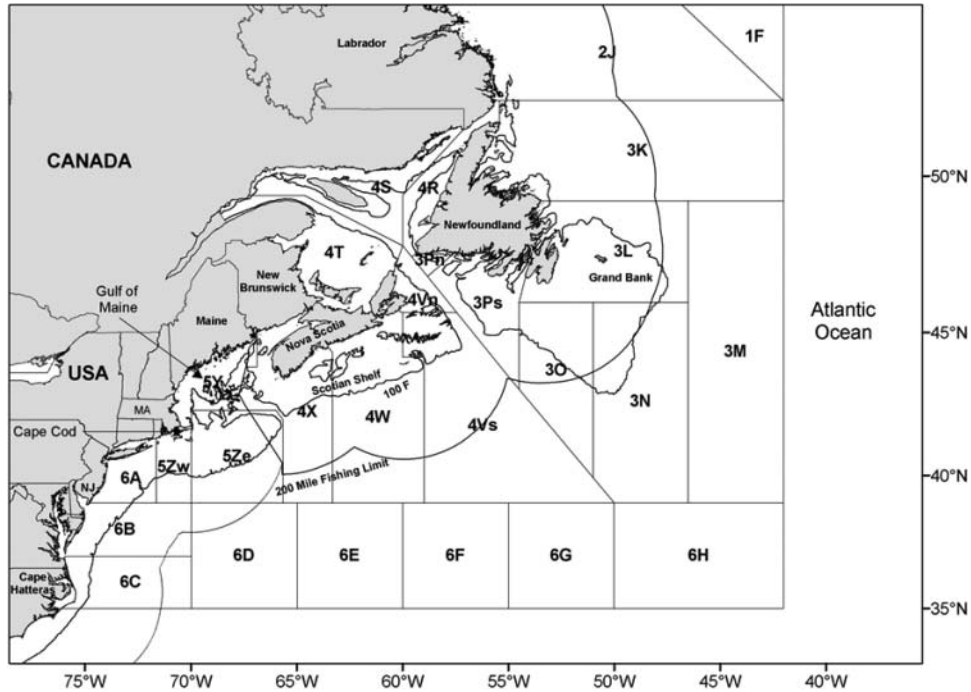 1F
Labrador
2J
3K
CANADA
50°N
4S
4R
Newfoundland
4T
3Pn
3L
Grand Bank
New
Brunswick
Gulf of
Maine
4Vn
3Ps
Atlantic
Ocean
Maine
Nova Scotia
45°N
3M
USA
5Y
Scotian Shelf
3O
100 F
3N
MA
4X
4W
4Vs
Cape Cod
5Ze
5Zw
200 Mile Fishing Limit
6A
NJ
40°N
6B
6D
6E
6F
6G
6H
6C
Cape
Hatteras
35°N
75°W
70°W
65°W
60°W
55°W
50°W
45°W
40°W